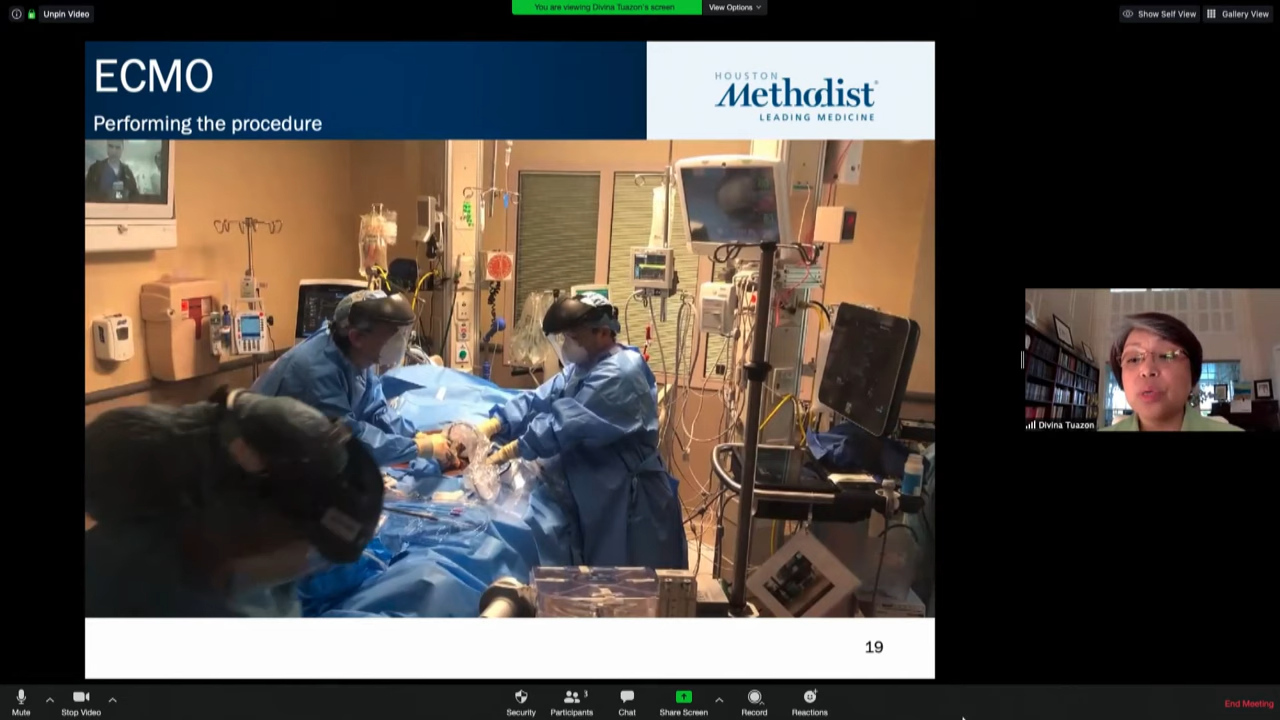 Unpin Video
You are viewing Divina Tuazon's screen
View Options
Show Self View
Gallery View
ECMO
Performing the procedure
HOUSTON
Methodist
LEADING MEDICINE
Divina Tuazon
19
Mute
Stop Video
Security
Participants
3
Chat
Share Screen
Record
Reactions
End Meeting